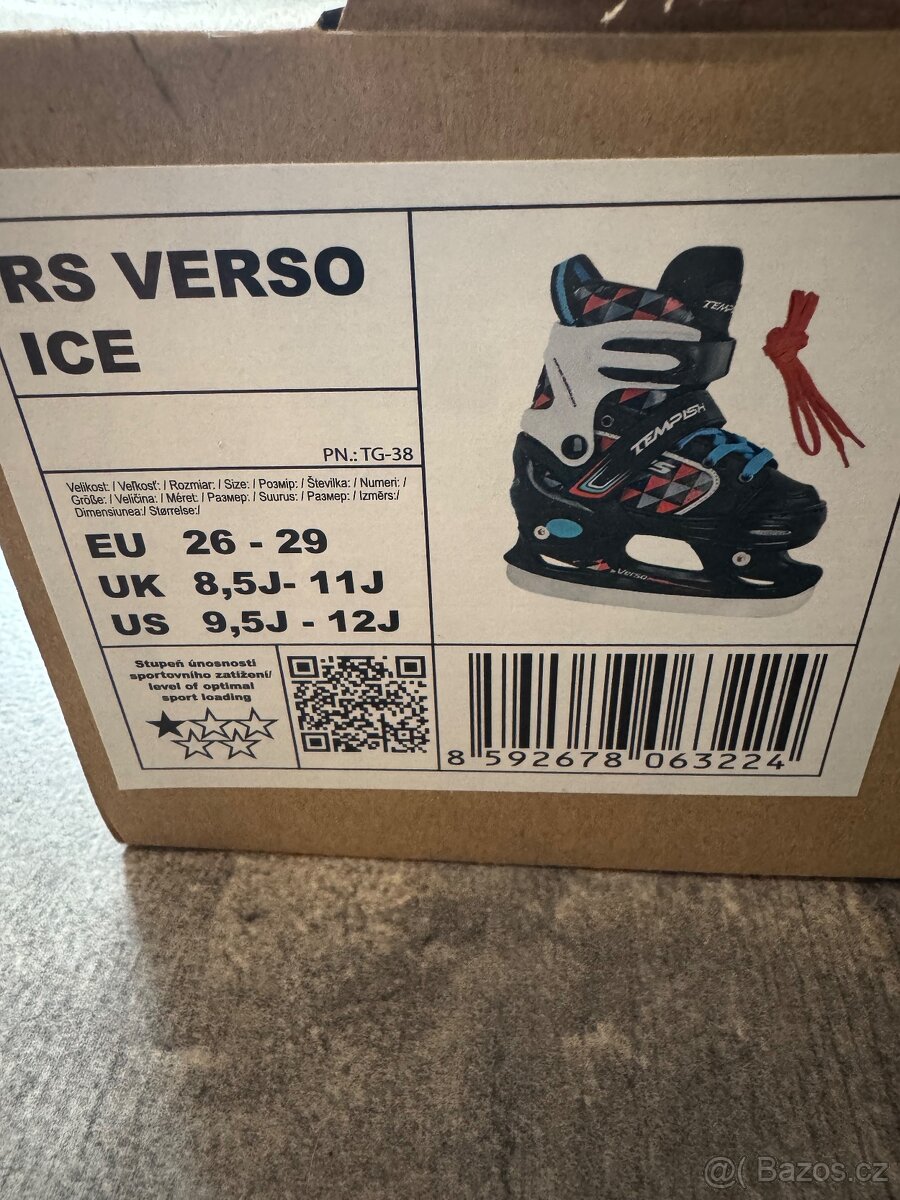 RS VERSO
ICE
PN.: TG-38
Velikost: / Veľkosť: / Rozmiar: / Size: / Розмір: / Številka: / Numeri: /
Größe: / Veličina: / Méret: / Размер: / Suurus: / Размер: / Izmērs:/
Dimensiunea:/ Størrelse:/
EU 26 - 29
UK 8,5J- 11J
US 9,5J - 12J
Stupeň únosnosti
sportovního zatížení/
level of optimal
sport loading
TEMPISH
S
Verso
8 592678 063224
@( Bazos.cz